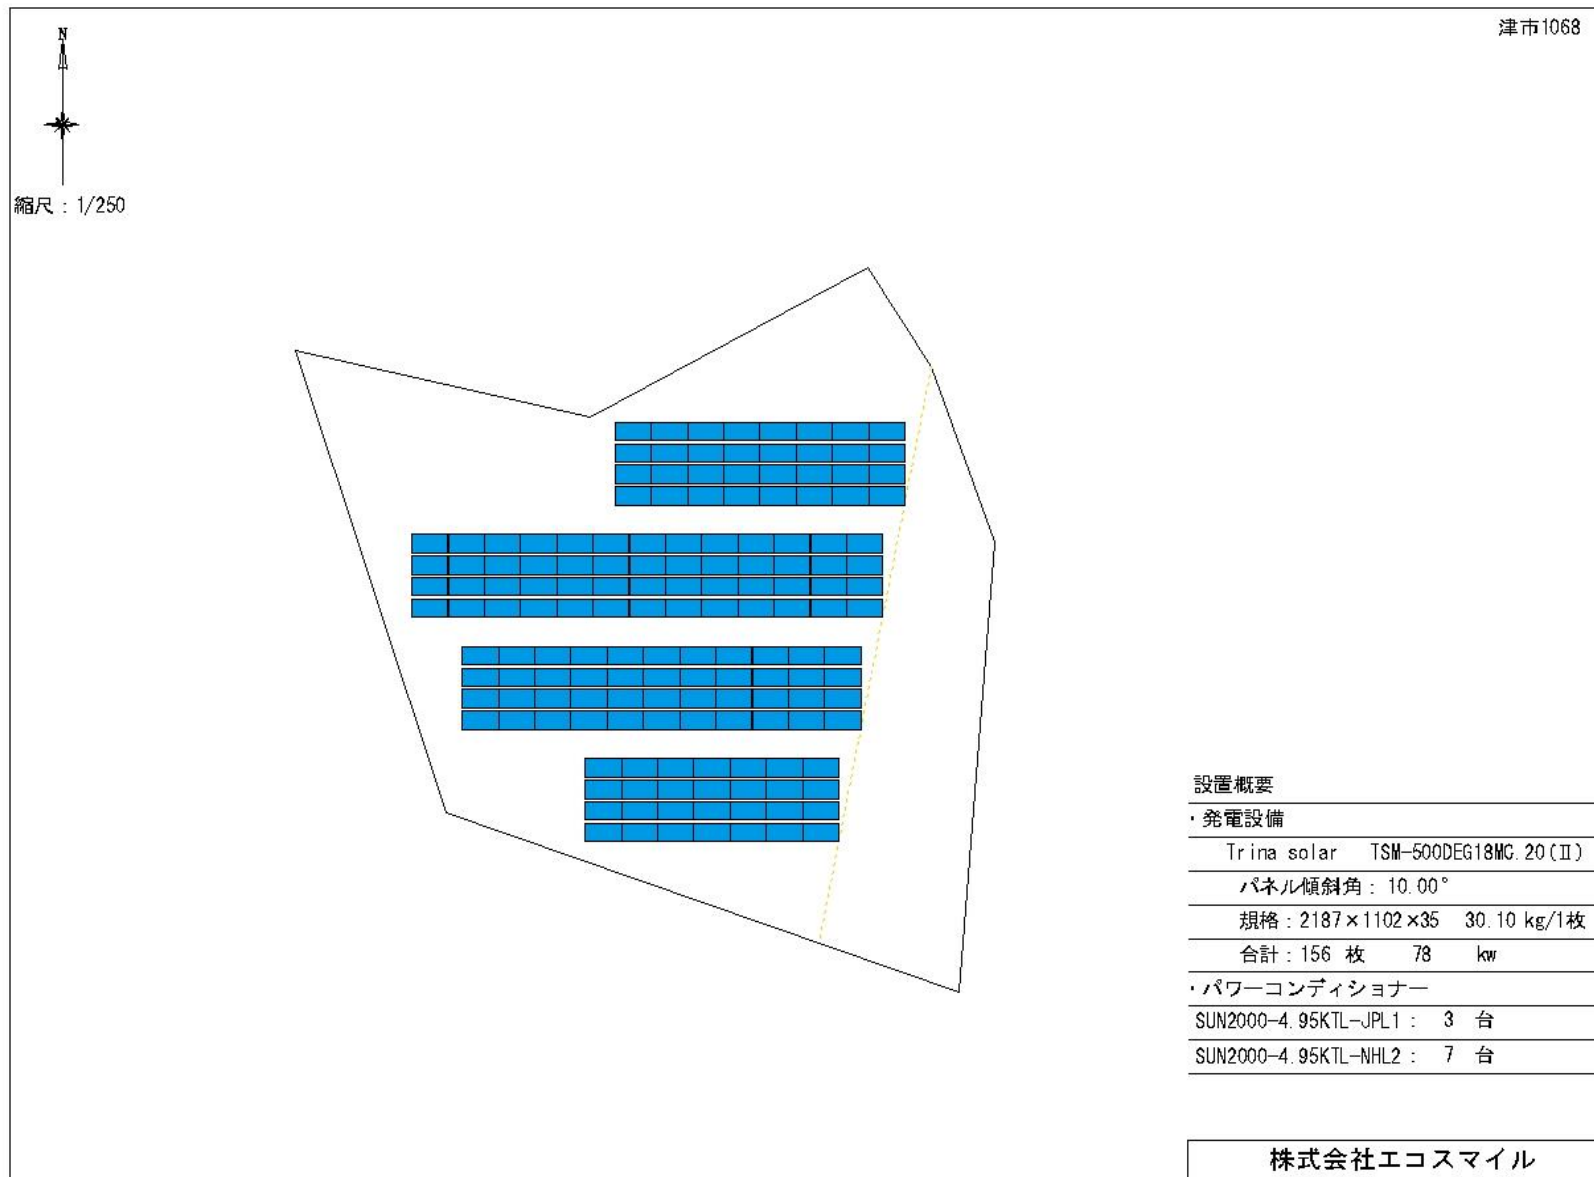 津市1068
N
縮尺：1/250
設置概要
・発電設備
Trina solar TSM-500DEG18MC.20(Ⅱ)
パネル傾斜角：10.00°
規格：2187×1102×35 30.10 kg/1枚
合計：156 枚 78 kw
・パワーコンディショナー
SUN2000-4.95KTL-JPL1： 3 台
SUN2000-4.95KTL-NHL2： 7 台
株式会社エコスマイル